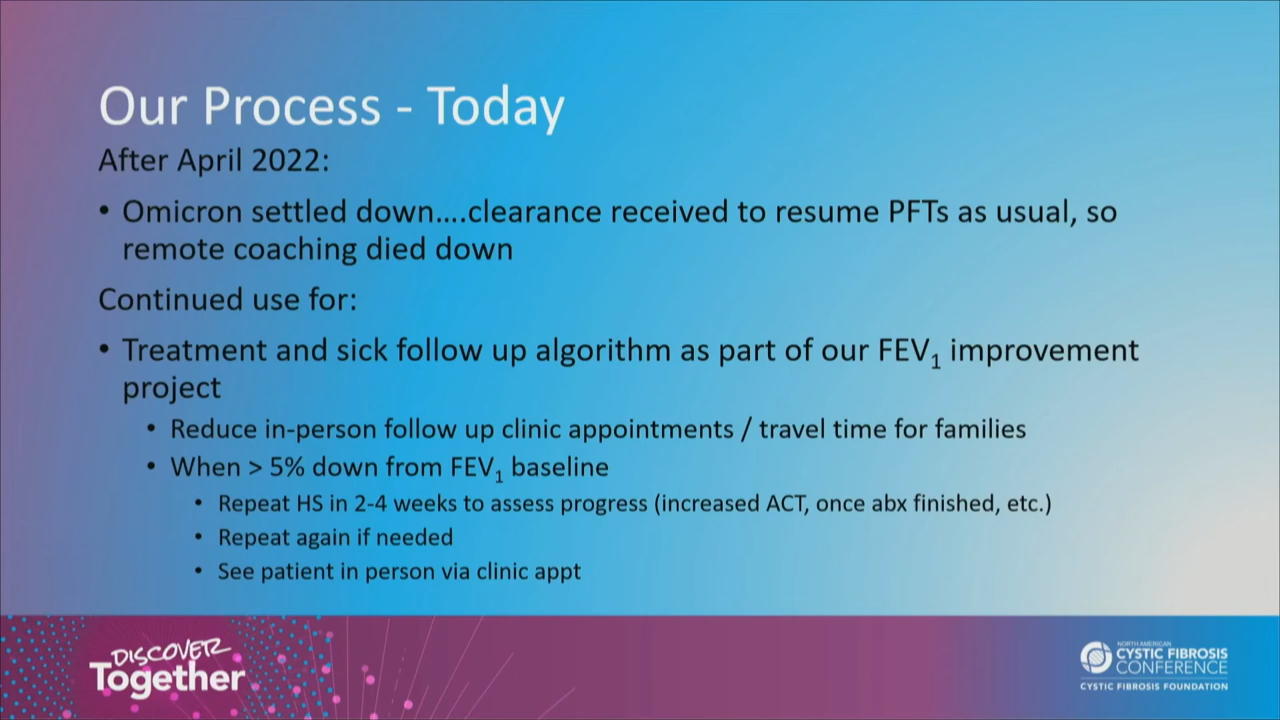 Our Process - Today
After April 2022:
• Omicron settled down....clearance received to resume PFTs as usual, so
remote coaching died down
Continued use for:
• Treatment and sick follow up algorithm as part of our FEV₁ improvement
project
• Reduce in-person follow up clinic appointments / travel time for families
• When > 5% down from FEV₁ baseline
• Repeat HS in 2-4 weeks to assess progress (increased ACT, once abx finished, etc.)
• Repeat again if needed
• See patient in person via clinic appt
DISCOVER
Together
NORTH AMERICAN
CYSTIC FIBROSIS
CONFERENCE
CYSTIC FIBROSIS FOUNDATION